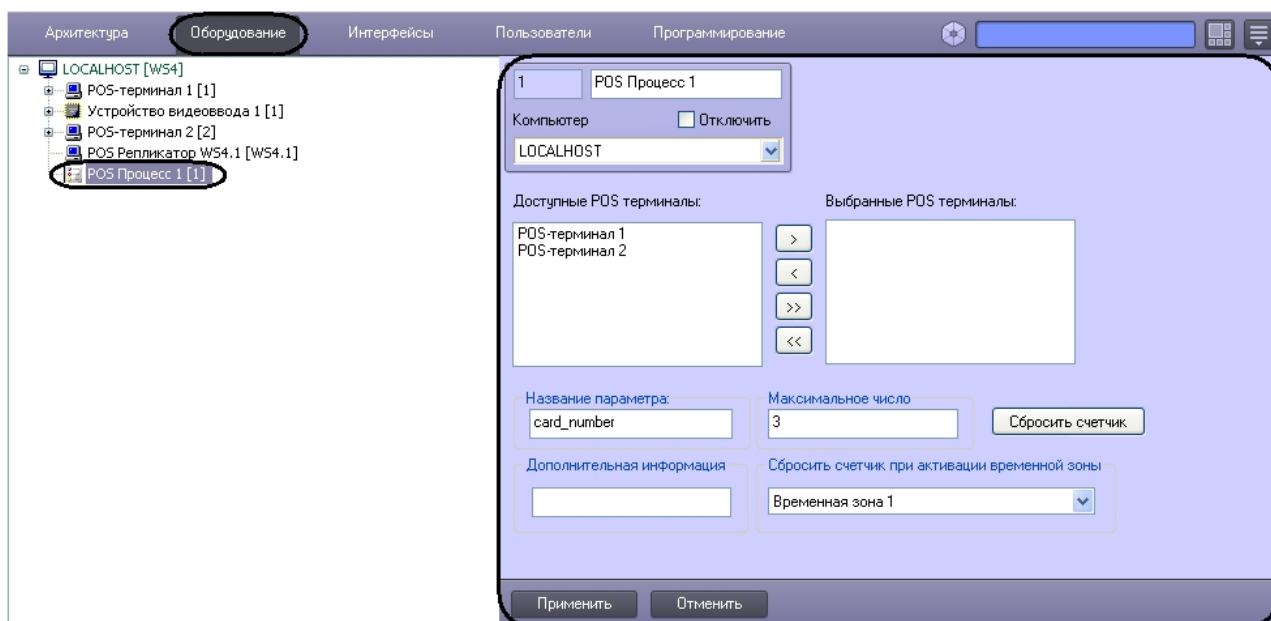 Архитектура Оборудование Интерфейсы Пользователи Программирование
LOCALHOST [WS4]
POS-терминал 1 [1]
Устройство видеоввода 1 [1]
POS-терминал 2 [2]
POS Репликатор WS4.1 [WS4.1]
POS Процесс 1 [1]
1 POS Процесс 1
Компьютер Отключить
LOCALHOST
Доступные POS терминалы: Выбранные POS терминалы:
POS-терминал 1
POS-терминал 2
>
<
>>
<<
Название параметра: Максимальное число
card_number 3 Сбросить счетчик
Дополнительная информация Сбросить счетчик при активации временной зоны
Временная зона 1
Применить Отменить